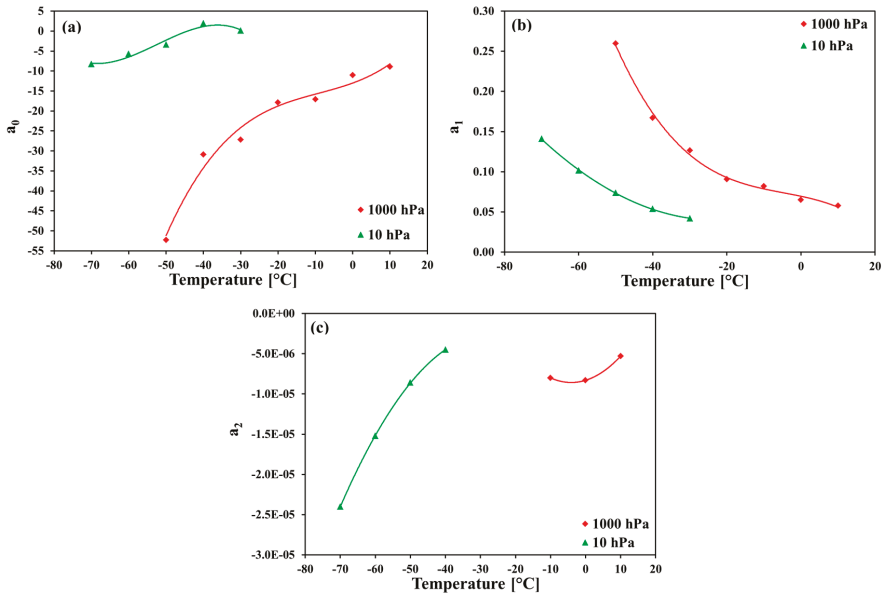 (a)
5
0
-5
-10
-15
-20
-25
-30
-35
-40
-45
-50
-55
a0
-80 -70 -60 -50 -40 -30 -20 -10 0 10 20
Temperature [°C]
1000 hPa
10 hPa
(b)
0.30
0.25
0.20
0.15
0.10
0.05
0.00
a1
-80 -60 -40 -20 0 20
Temperature [°C]
1000 hPa
10 hPa
(c)
0.0E+00
-5.0E-06
-1.0E-05
-1.5E-05
-2.0E-05
-2.5E-05
-3.0E-05
a2
-80 -70 -60 -50 -40 -30 -20 -10 0 10 20
Temperature [°C]
1000 hPa
10 hPa